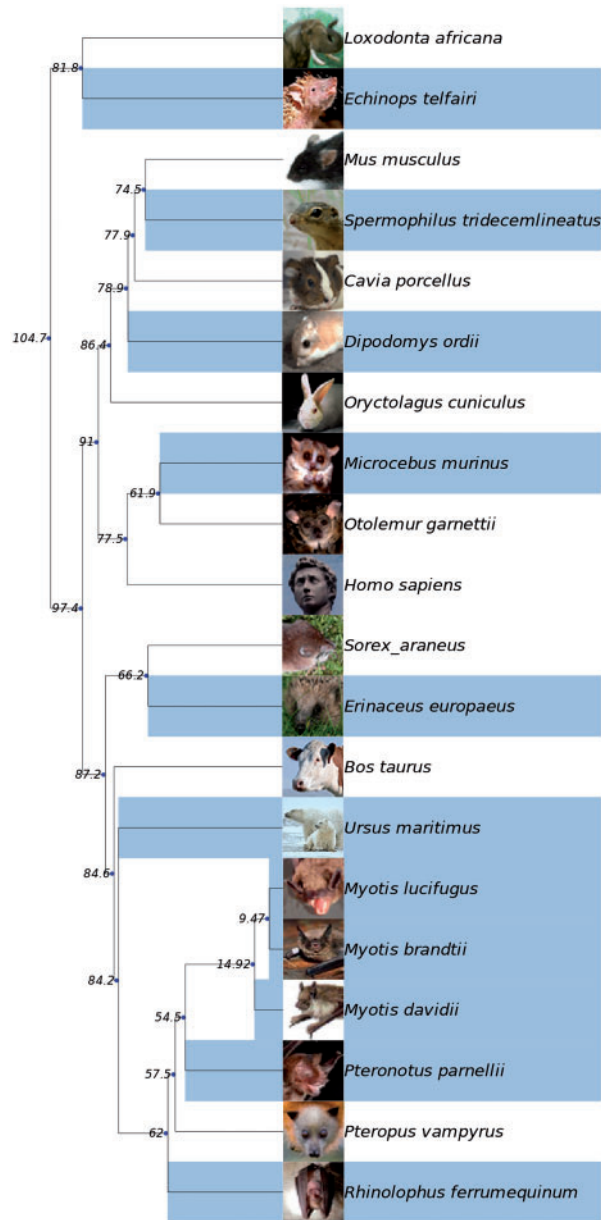 Loxodonta africana
81.8
Echinops telfairi
Mus musculus
74.5
Spermophilus tridecemlineatus
77.9
Cavia porcellus
78.9
Dipodomys ordii
104.7
86.4
Oryctolagus cuniculus
91
Microcebus murinus
61.9
Otolemur garnettii
77.5
Homo sapiens
97.4
Sorex_araneus
66.2
Erinaceus europaeus
87.2
Bos taurus
Ursus maritimus
84.6
Myotis lucifugus
9.47
Myotis brandtii
14.92
84.2
Myotis davidii
54.5
Pteronotus parnellii
57.5
Pteropus vampyrus
62
Rhinolophus ferrumequinum